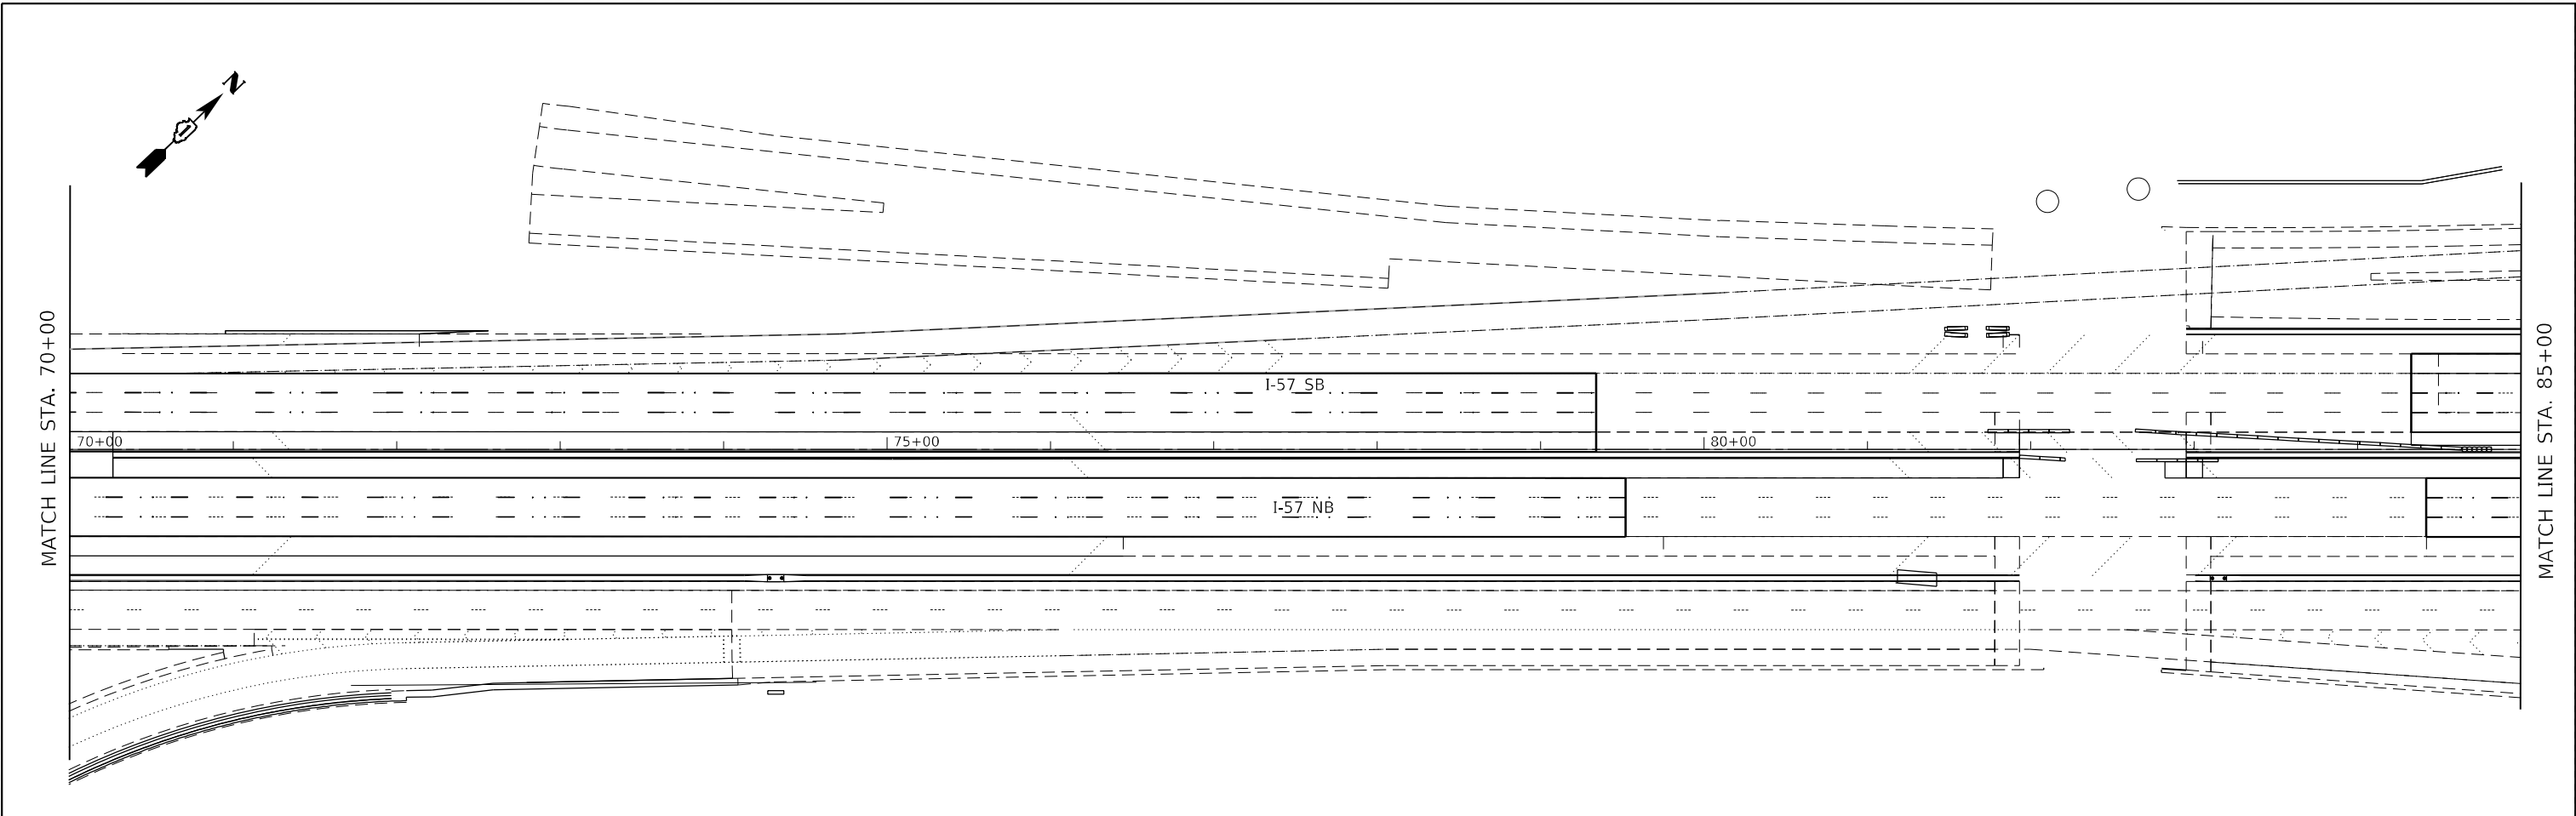 N
I-57 SB
70+00
75+00
80+00
I-57 NB
MATCH LINE STA. 70+00
MATCH LINE STA. 85+00